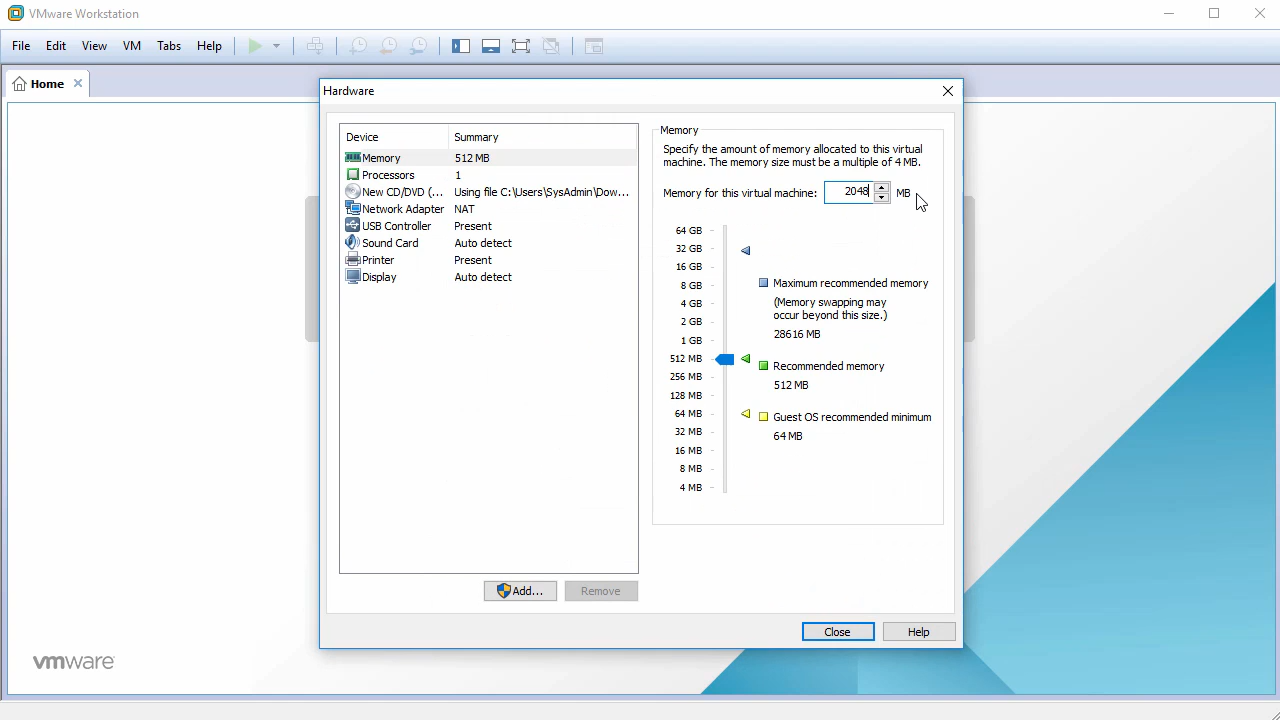 VMware Workstation
File Edit View VM Tabs Help
Home
Hardware
Device Summary
Memory 512 MB
Processors 1
New CD/DVD (... Using file C:\Users\SysAdmin\Dow...
Network Adapter NAT
USB Controller Present
Sound Card Auto detect
Printer Present
Display Auto detect
Add... Remove
Memory
Specify the amount of memory allocated to this virtual
machine. The memory size must be a multiple of 4 MB.
Memory for this virtual machine: 2048 MB
64 GB
32 GB
16 GB
8 GB
4 GB
2 GB
1 GB
512 MB
256 MB
128 MB
64 MB
32 MB
16 MB
8 MB
4 MB
Maximum recommended memory
(Memory swapping may
occur beyond this size.)
28616 MB
Recommended memory
512 MB
Guest OS recommended minimum
64 MB
Close Help
vmware